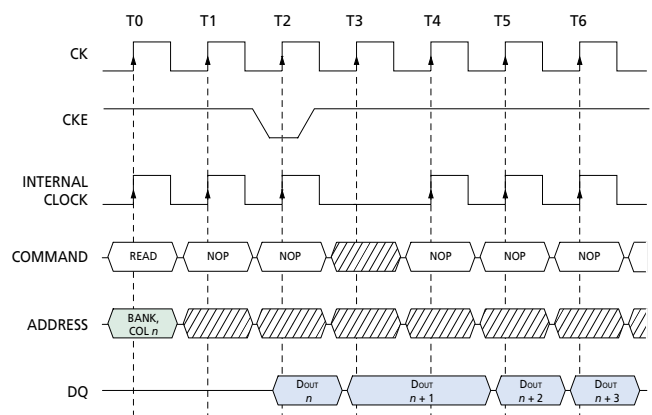 T0 T1 T2 T3 T4 T5 T6
CK
CKE
INTERNAL
CLOCK
COMMAND READ NOP NOP NOP NOP NOP
ADDRESS BANK,
COL n
DQ DOUT DOUT DOUT DOUT
n n + 1 n + 2 n + 3